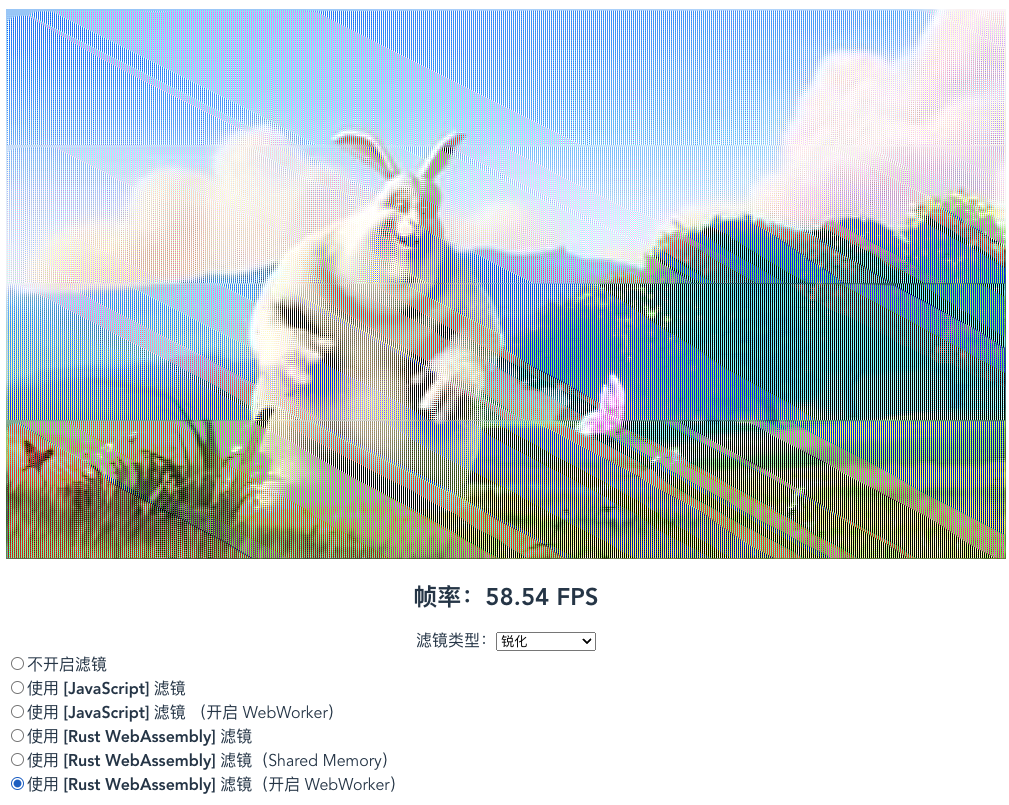 帧率：58.54 FPS
滤镜类型： 锐化
不开启滤镜
使用 [JavaScript] 滤镜
使用 [JavaScript] 滤镜 （开启 WebWorker）
使用 [Rust WebAssembly] 滤镜
使用 [Rust WebAssembly] 滤镜（Shared Memory）
使用 [Rust WebAssembly] 滤镜（开启 WebWorker）